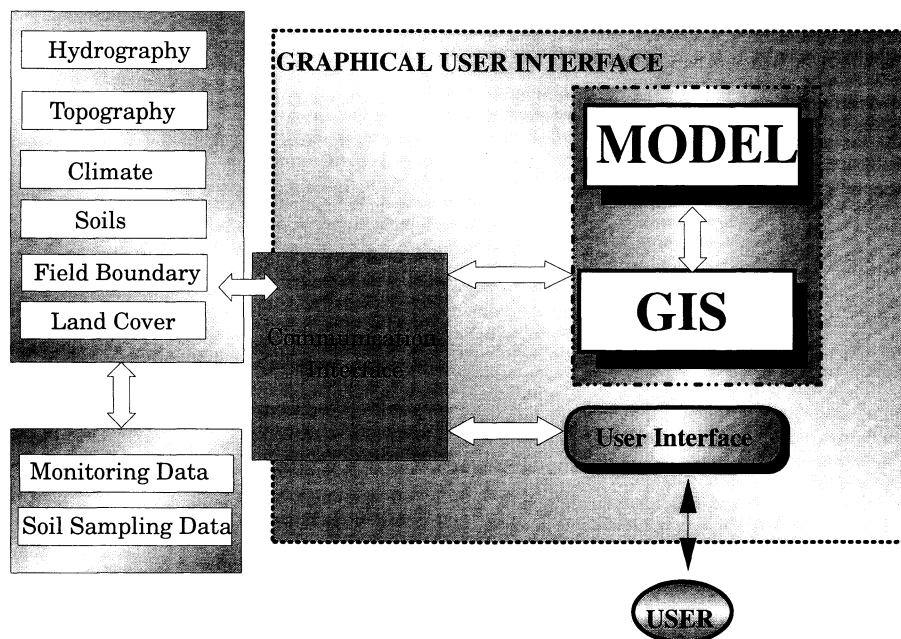 Hydrography
Topography
Climate
Soils
Field Boundary
Land Cover
Monitoring Data
Soil Sampling Data
GRAPHICAL USER INTERFACE
MODEL
GIS
Communication
Interface
User Interface
USER